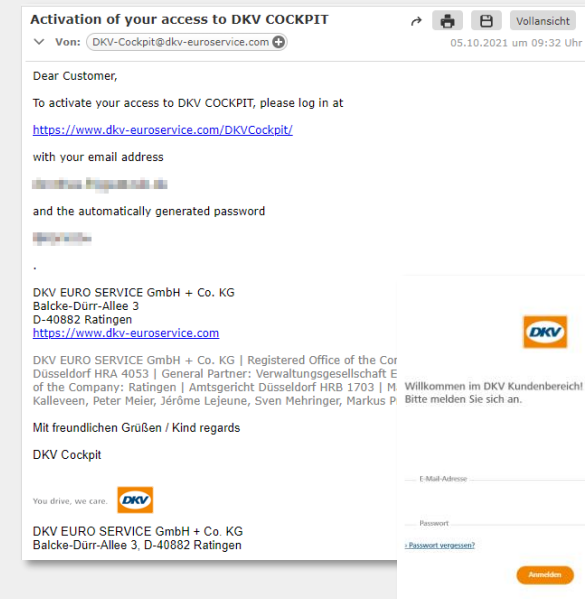 Activation of your access to DKV COCKPIT
Vollansicht
Von: DKV-Cockpit@dkv-euroservice.com
05.10.2021 um 09:32 Uhr
Dear Customer,
To activate your access to DKV COCKPIT, please log in at
https://www.dkv-euroservice.com/DKVCockpit/
with your email address
and the automatically generated password
.
DKV EURO SERVICE GmbH + Co. KG
Balcke-Dürr-Allee 3
D-40882 Ratingen
https://www.dkv-euroservice.com
DKV EURO SERVICE GmbH + Co. KG | Registered Office of the
Düsseldorf HRA 4053 | General Partner: Verwaltungsgesellschaft
of the Company: Ratingen | Amtsgericht Düsseldorf HRB 1703 |
Kalleveen, Peter Meier, Jérôme Lejeune, Sven Mehringer, Markus
Mit freundlichen Grüßen / Kind regards
DKV Cockpit
You drive, we care. DKV
DKV EURO SERVICE GmbH + Co. KG
Balcke-Dürr-Allee 3, D-40882 Ratingen
DKV
Willkommen im DKV Kundenbereich!
Bitte melden Sie sich an.
E-Mail-Adresse
Passwort
› Passwort vergessen?
Anmelden